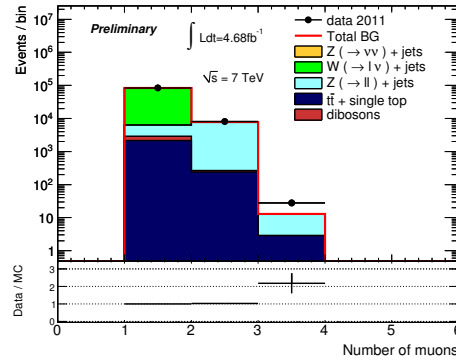 Preliminary
∫ Ldt=4.68fb⁻¹
√s = 7 TeV
data 2011
Total BG
Z (→ νν) + jets
W (→ l ν) + jets
Z (→ ll) + jets
tt̄ + single top
dibosons
Events / bin
10⁷
10⁶
10⁵
10⁴
10³
10²
10
1
Data / MC
3
2
1
0
0 1 2 3 4 5 6
Number of muons